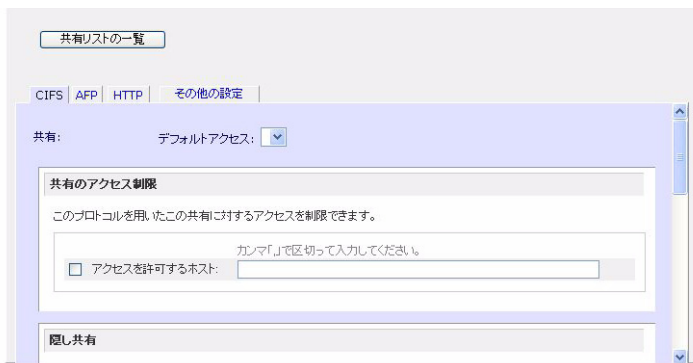 共有リストの一覧
CIFS AFP HTTP その他の設定
共有: デフォルトアクセス:
共有のアクセス制限
このプロトコルを用いたこの共有に対するアクセスを制限できます。
カンマ「,」で区切って入力してください。
アクセスを許可するホスト:
隠し共有